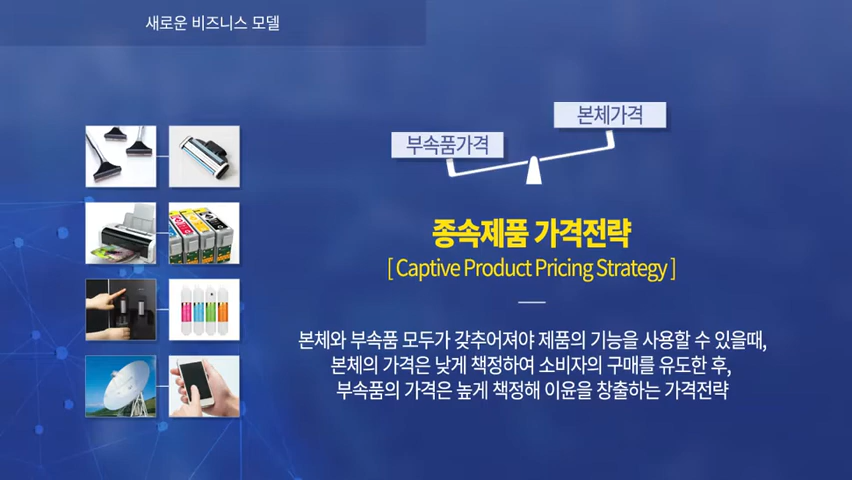 새로운 비즈니스 모델
본체가격
부속품가격
종속제품 가격전략
[ Captive Product Pricing Strategy ]
본체와 부속품 모두가 갖추어져야 제품의 기능을 사용할 수 있을때,
본체의 가격은 낮게 책정하여 소비자의 구매를 유도한 후,
부속품의 가격은 높게 책정해 이윤을 창출하는 가격전략